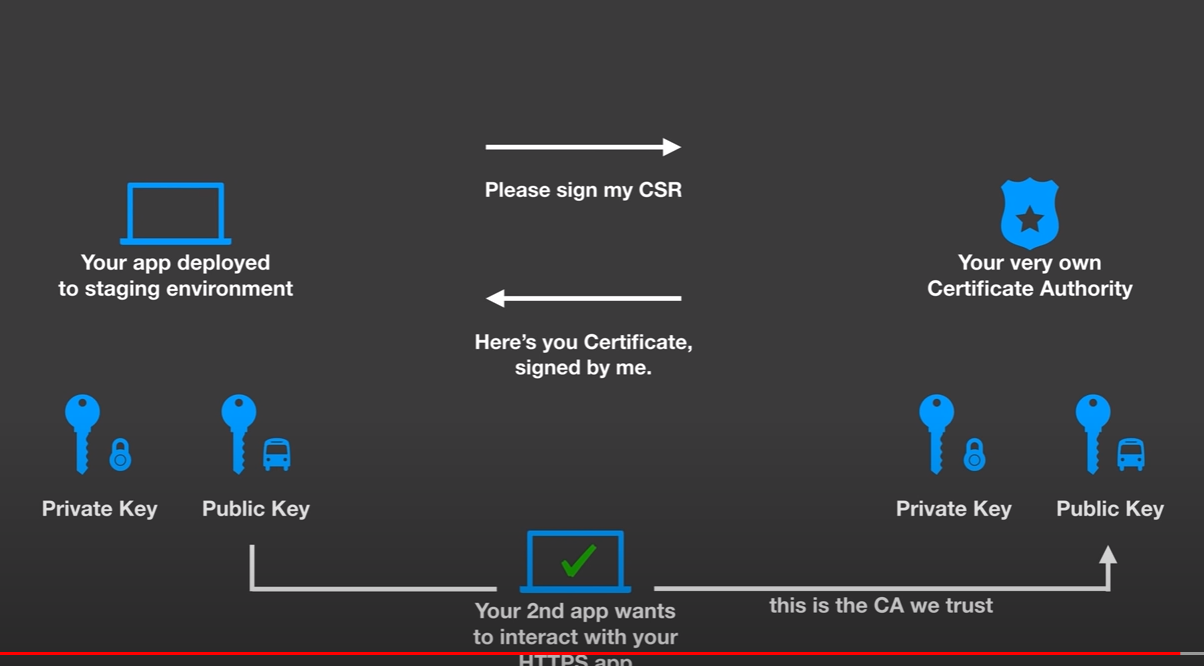 Please sign my CSR
Your app deployed
to staging environment
Your very own
Certificate Authority
Here's you Certificate,
signed by me.
Private Key
Public Key
Private Key
Public Key
Your 2nd app wants
to interact with your
HTTPS app
this is the CA we trust